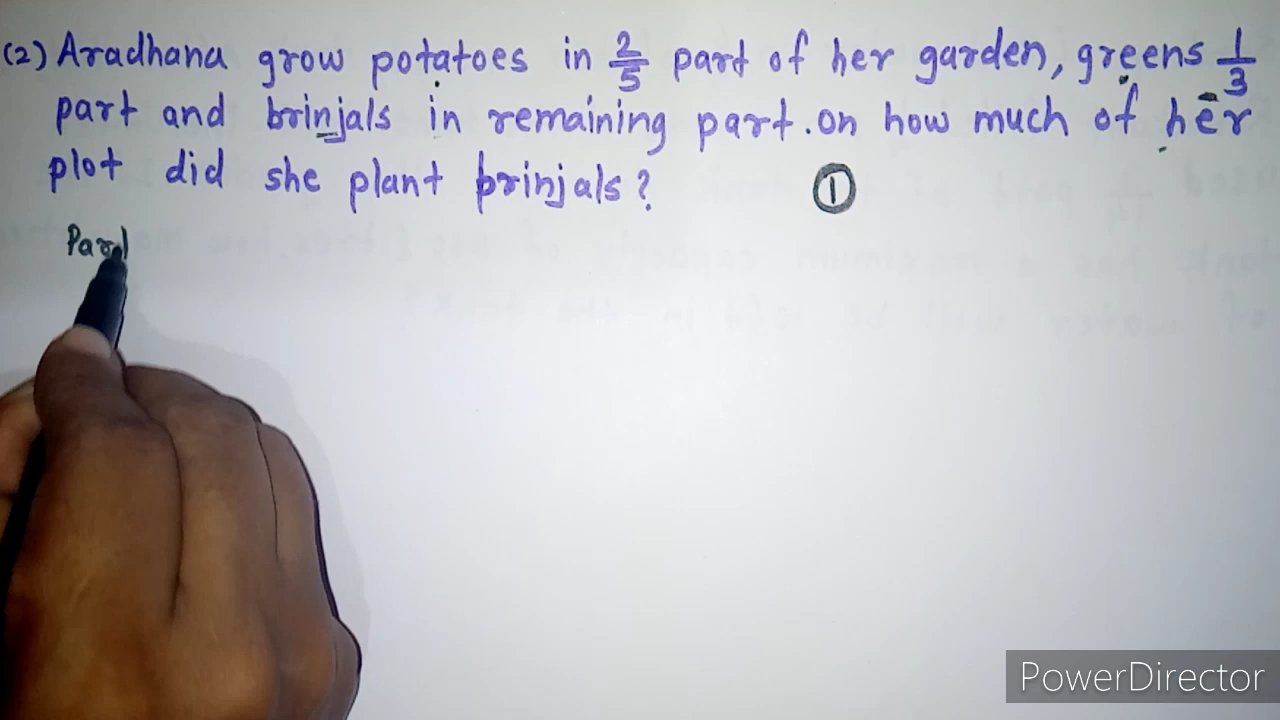 (2) Aradhana grow potatoes in 2/5 part of her garden, greens 1/3
part and brinjals in remaining part. on how much of her
plot did she plant brinjals? ①
Part
PowerDirector